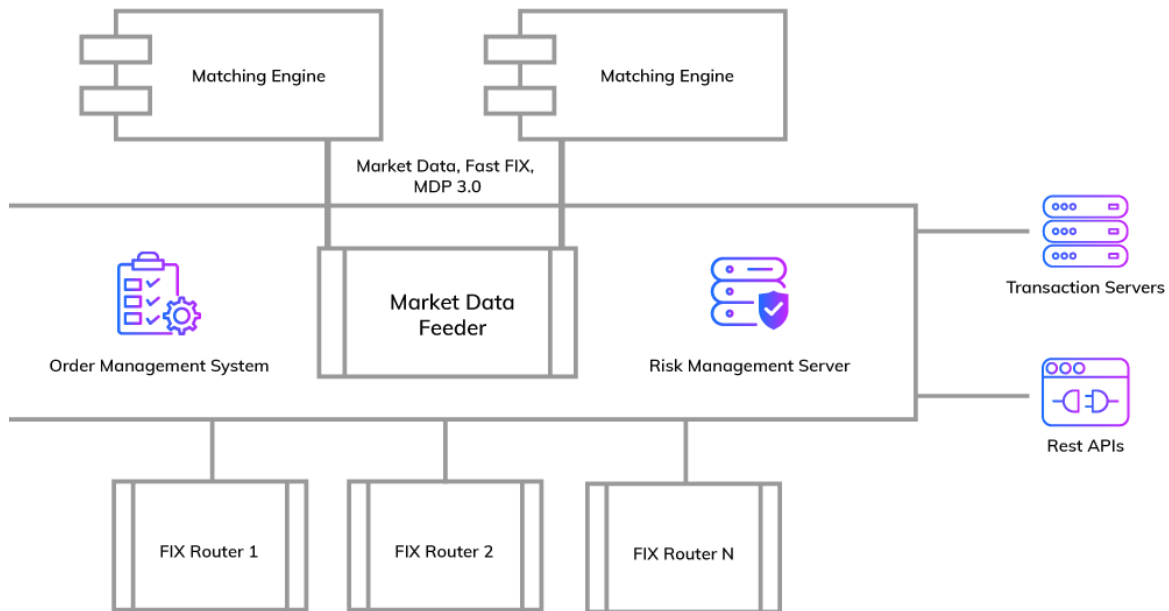 Matching Engine
Matching Engine
Market Data, Fast FIX,
MDP 3.0
Market Data
Feeder
Order Management System
Risk Management Server
Transaction Servers
Rest APIs
FIX Router 1
FIX Router 2
FIX Router N